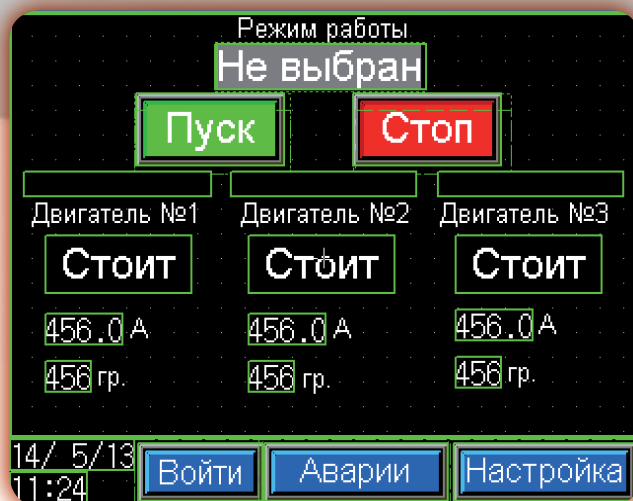 Режим работы
Не выбран
Пуск Стоп
Двигатель №1 Двигатель №2 Двигатель №3
Стоит Стоит Стоит
456.0 А 456.0 А 456.0 А
456 гр. 456 гр. 456 гр.
14/ 5/13
11:24
Войти Аварии Настройка